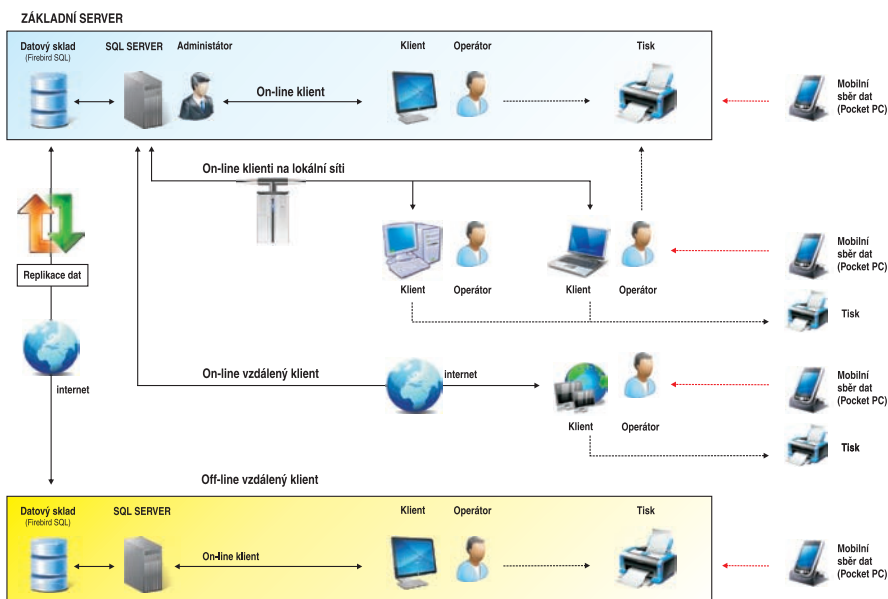 ZÁKLADNÍ SERVER
Datový sklad
(Firebird SQL)
SQL SERVER
Administátor
Klient
Operátor
Tisk
On-line klient
Mobilní
sběr dat
(Pocket PC)
On-line klienti na lokální síti
Klient
Operátor
Klient
Operátor
Mobilní
sběr dat
(Pocket PC)
Replikace dat
Tisk
internet
On-line vzdálený klient
internet
Klient
Operátor
Mobilní
sběr dat
(Pocket PC)
Tisk
Off-line vzdálený klient
Datový sklad
(Firebird SQL)
SQL SERVER
Klient
Operátor
Tisk
On-line klient
Mobilní
sběr dat
(Pocket PC)